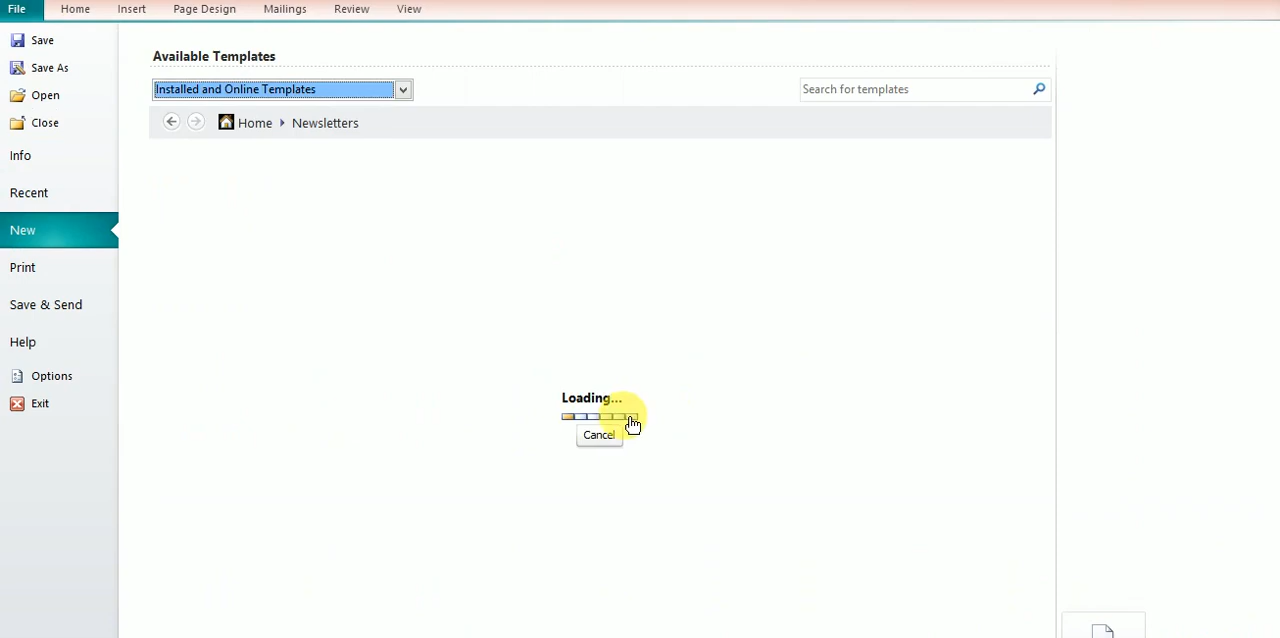 File Home Insert Page Design Mailings Review View
Save
Save As
Open
Close
Info
Recent
New
Print
Save & Send
Help
Options
Exit
Available Templates
Installed and Online Templates
Search for templates
Home Newsletters
Loading...
Cancel